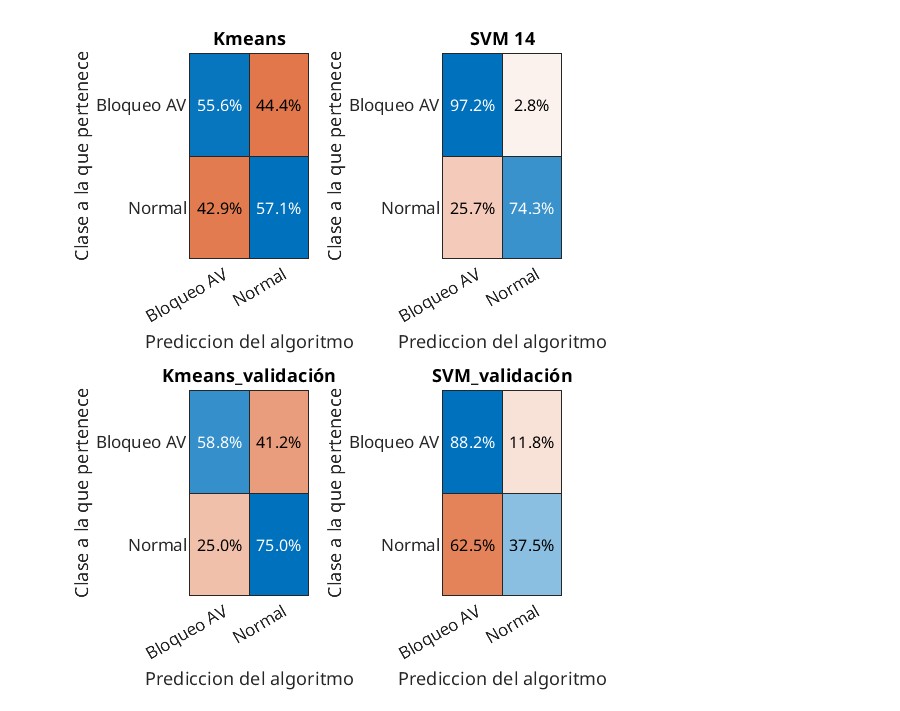 Kmeans
Clase a la que pertenece
Bloqueo AV 55.6% 44.4%
Normal 42.9% 57.1%
Bloqueo AV Normal
Prediccion del algoritmo
SVM 14
Clase a la que pertenece
Bloqueo AV 97.2% 2.8%
Normal 25.7% 74.3%
Bloqueo AV Normal
Prediccion del algoritmo
Kmeans_validación
Clase a la que pertenece
Bloqueo AV 58.8% 41.2%
Normal 25.0% 75.0%
Bloqueo AV Normal
Prediccion del algoritmo
SVM_validación
Clase a la que pertenece
Bloqueo AV 88.2% 11.8%
Normal 62.5% 37.5%
Bloqueo AV Normal
Prediccion del algoritmo